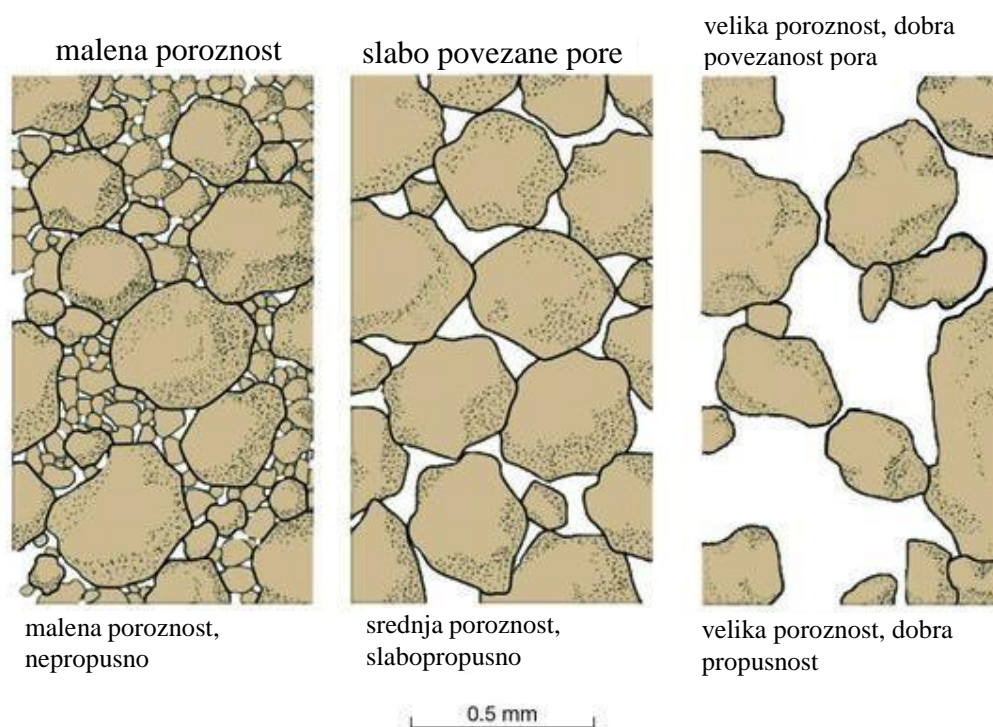 malena poroznost
slabo povezane pore
velika poroznost, dobra
povezanost pora
malena poroznost,
nepropusno
srednja poroznost,
slabopropusno
velika poroznost, dobra
propusnost
0.5 mm